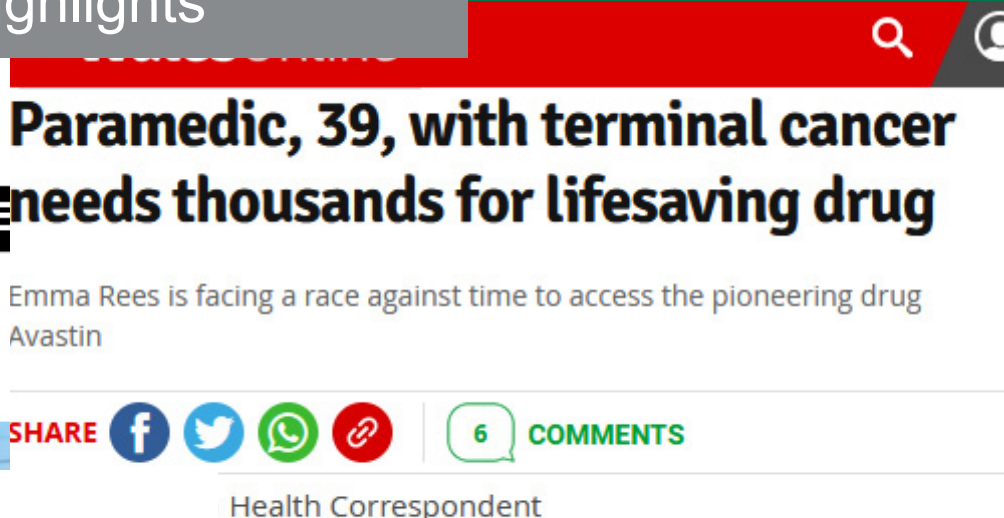 Paramedic, 39, with terminal cancer
needs thousands for lifesaving drug
Emma Rees is facing a race against time to access the pioneering drug
Avastin
SHARE
6 COMMENTS
Health Correspondent